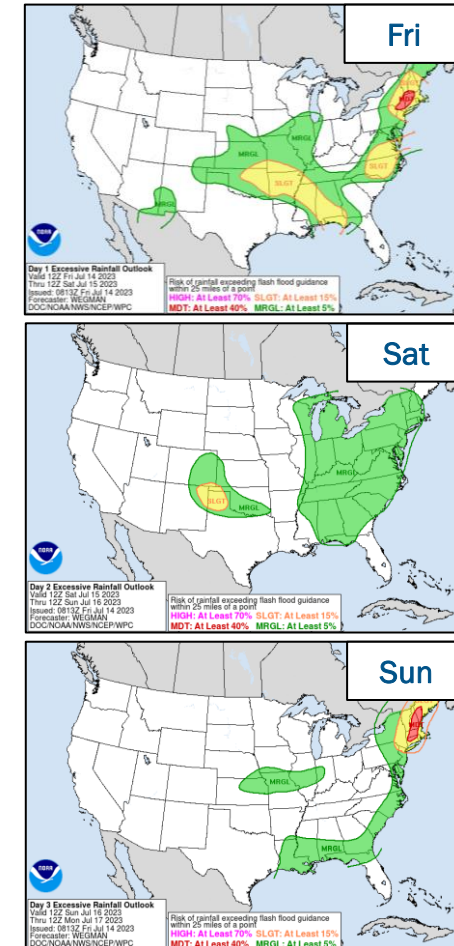 Fri
MRGL
MRGL
SLGT
SLGT
MRGL
NOAA
Day 1 Excessive Rainfall Outlook
Valid 12Z Fri Jul 14 2023
Thru 12Z Sat Jul 15 2023
Issued: 0813Z Fri Jul 14 2023
Forecaster: WEGMAN
DOC/NOAA/NWS/NCEP/WPC
Risk of rainfall exceeding flash flood guidance
within 25 miles of a point
HIGH: At Least 70% SLGT: At Least 15%
MDT: At Least 40% MRGL: At Least 5%
Sat
MRGL
SLGT
MRGL
NOAA
Day 2 Excessive Rainfall Outlook
Valid 12Z Sat Jul 15 2023
Thru 12Z Sun Jul 16 2023
Issued: 0813Z Fri Jul 14 2023
Forecaster: WEGMAN
DOC/NOAA/NWS/NCEP/WPC
Risk of rainfall exceeding flash flood guidance
within 25 miles of a point
HIGH: At Least 70% SLGT: At Least 15%
MDT: At Least 40% MRGL: At Least 5%
Sun
MRGL
MRGL
NOAA
Day 3 Excessive Rainfall Outlook
Valid 12Z Sun Jul 16 2023
Thru 12Z Mon Jul 17 2023
Issued: 0813Z Fri Jul 14 2023
Forecaster: WEGMAN
DOC/NOAA/NWS/NCEP/WPC
Risk of rainfall exceeding flash flood guidance
within 25 miles of a point
HIGH: At Least 70% SLGT: At Least 15%
MDT: At Least 40% MRGL: At Least 5%